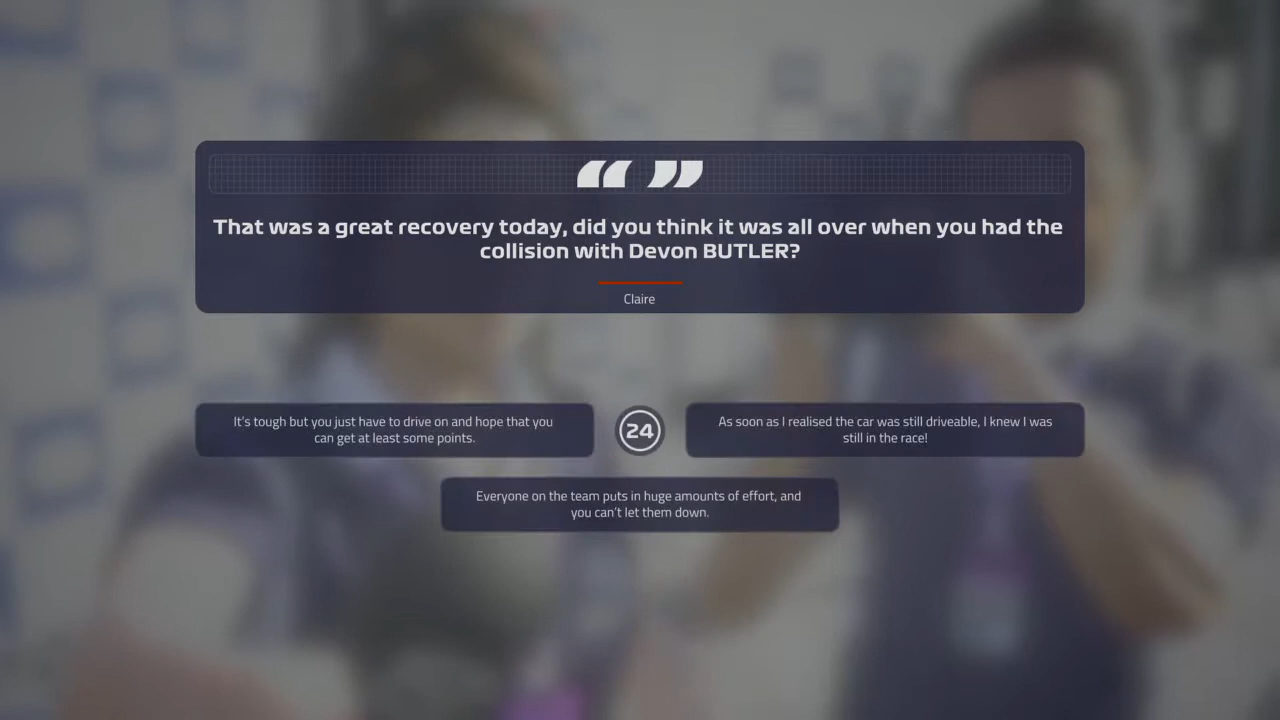 “ ”
That was a great recovery today, did you think it was all over when you had the
collision with Devon BUTLER?
Claire
It's tough but you just have to drive on and hope that you
can get at least some points.
24
As soon as I realised the car was still driveable, I knew I was
still in the race!
Everyone on the team puts in huge amounts of effort, and
you can't let them down.